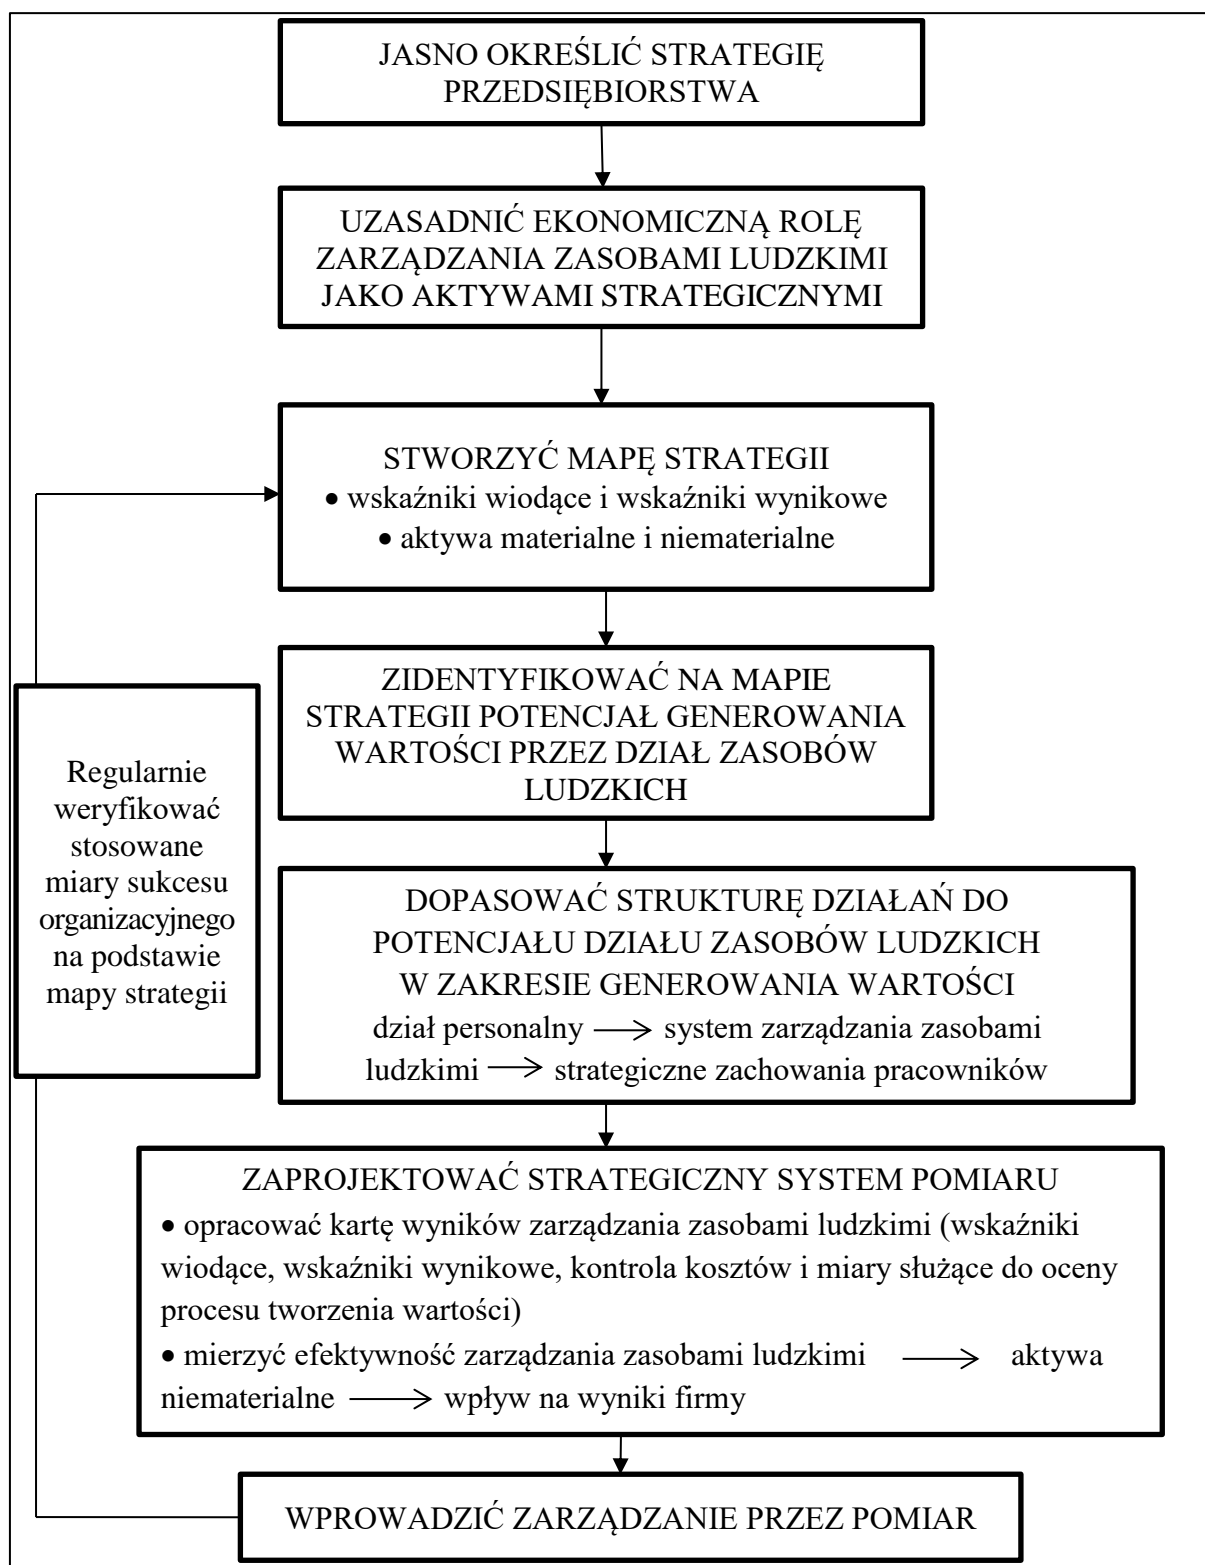 JASNO OKREŚLIĆ STRATEGIĘ
PRZEDSIĘBIORSTWA
UZASADNIĆ EKONOMICZNĄ ROLĘ
ZARZĄDZANIA ZASOBAMI LUDZKIMI
JAKO AKTYWAMI STRATEGICZNYMI
STWORZYĆ MAPĘ STRATEGII
• wskaźniki wiodące i wskaźniki wynikowe
• aktywa materialne i niematerialne
ZIDENTYFIKOWAĆ NA MAPIE
STRATEGII POTENCJAŁ GENEROWANIA
WARTOŚCI PRZEZ DZIAŁ ZASOBÓW
LUDZKICH
Regularnie
weryfikować
stosowane
miary sukcesu
organizacyjnego
na podstawie
mapy strategii
DOPASOWAĆ STRUKTURĘ DZIAŁAŃ DO
POTENCJAŁU DZIAŁU ZASOBÓW LUDZKICH
W ZAKRESIE GENEROWANIA WARTOŚCI
dział personalny → system zarządzania zasobami
ludzkimi → strategiczne zachowania pracowników
ZAPROJEKTOWAĆ STRATEGICZNY SYSTEM POMIARU
• opracować kartę wyników zarządzania zasobami ludzkimi (wskaźniki
wiodące, wskaźniki wynikowe, kontrola kosztów i miary służące do oceny
procesu tworzenia wartości)
• mierzyć efektywność zarządzania zasobami ludzkimi → aktywa
niematerialne → wpływ na wyniki firmy
WPROWADZIĆ ZARZĄDZANIE PRZEZ POMIAR